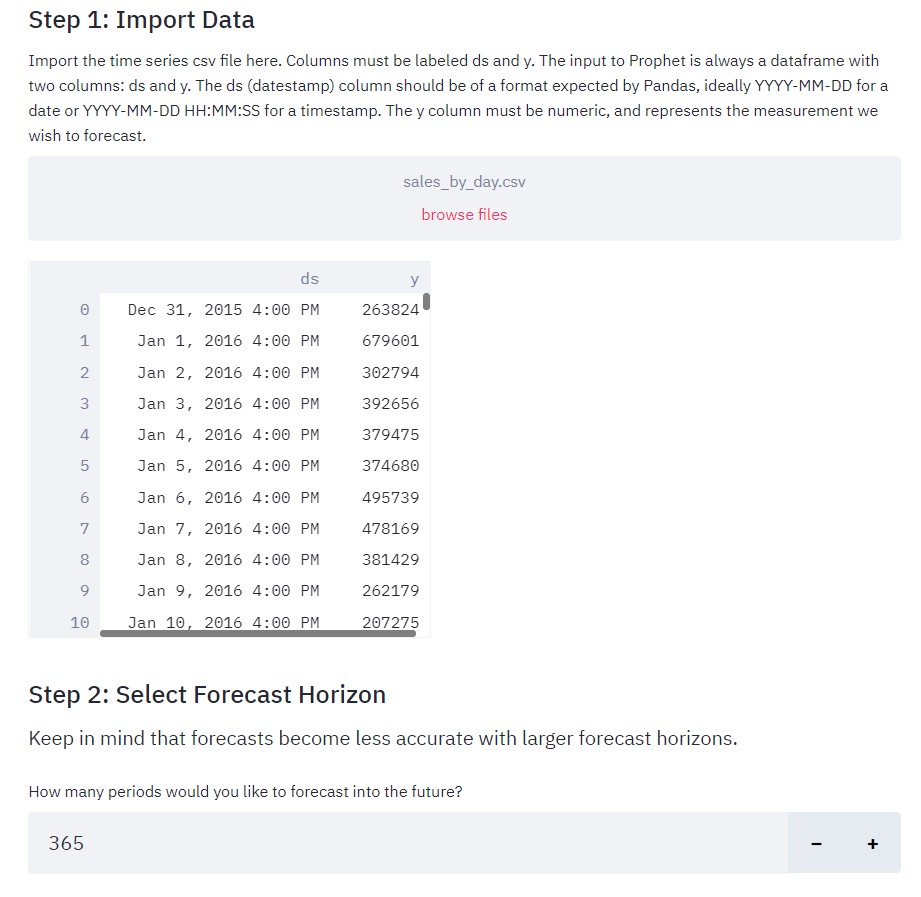 Step 1: Import Data
Import the time series csv file here. Columns must be labeled ds and y. The input to Prophet is always a dataframe with
two columns: ds and y. The ds (datestamp) column should be of a format expected by Pandas, ideally YYYY-MM-DD for a
date or YYYY-MM-DD HH:MM:SS for a timestamp. The y column must be numeric, and represents the measurement we
wish to forecast.
sales_by_day.csv
browse files
ds y
0 Dec 31, 2015 4:00 PM 263824
1 Jan 1, 2016 4:00 PM 679601
2 Jan 2, 2016 4:00 PM 302794
3 Jan 3, 2016 4:00 PM 392656
4 Jan 4, 2016 4:00 PM 379475
5 Jan 5, 2016 4:00 PM 374680
6 Jan 6, 2016 4:00 PM 495739
7 Jan 7, 2016 4:00 PM 478169
8 Jan 8, 2016 4:00 PM 381429
9 Jan 9, 2016 4:00 PM 262179
10 Jan 10, 2016 4:00 PM 207275
Step 2: Select Forecast Horizon
Keep in mind that forecasts become less accurate with larger forecast horizons.
How many periods would you like to forecast into the future?
365 - +